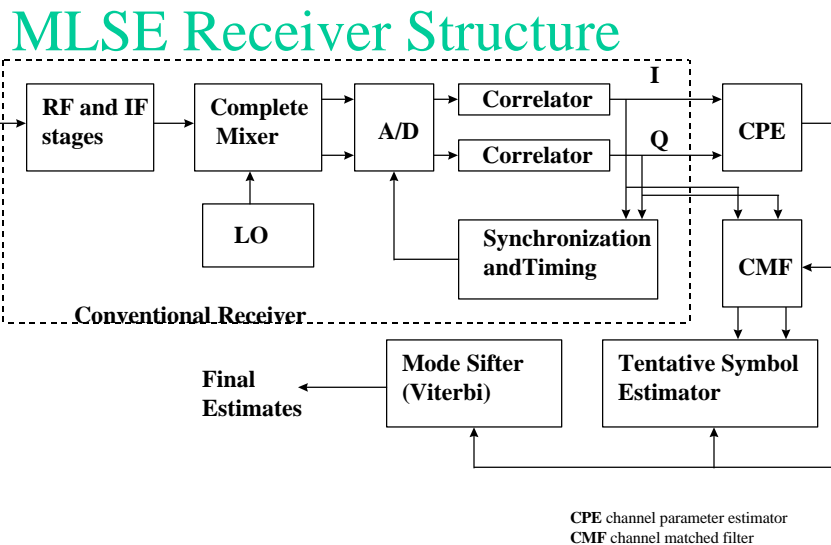 MLSE Receiver Structure
RF and IF
stages
Complete
Mixer
A/D
Correlator
Correlator
I
Q
CPE
LO
Synchronization
andTiming
CMF
Conventional Receiver
Final
Estimates
Mode Sifter
(Viterbi)
Tentative Symbol
Estimator
CPE channel parameter estimator
CMF channel matched filter